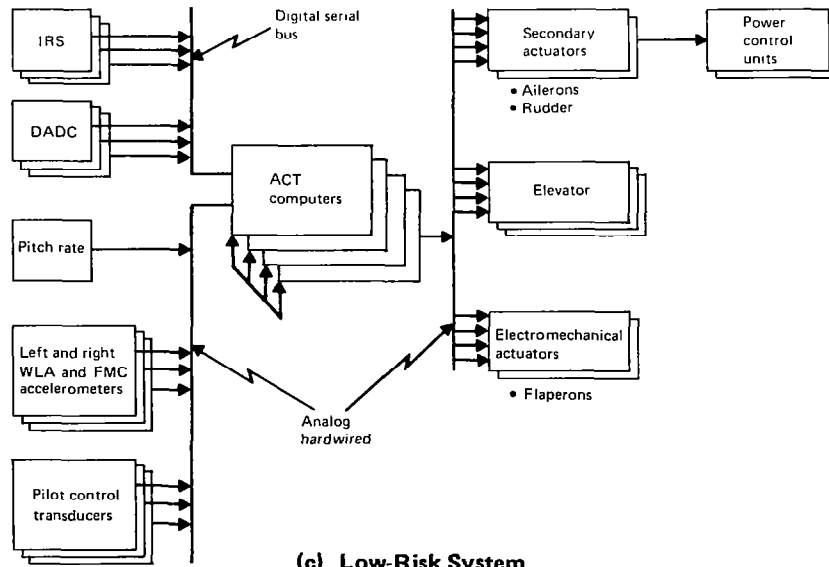 IRS
Digital serial
bus
Secondary
actuators
Power
control
units
• Ailerons
• Rudder
DADC
ACT
computers
Elevator
Pitch rate
Left and right
WLA and FMC
accelerometers
Electromechanical
actuators
• Flaperons
Analog
hardwired
Pilot control
transducers
(c) Low-Risk System